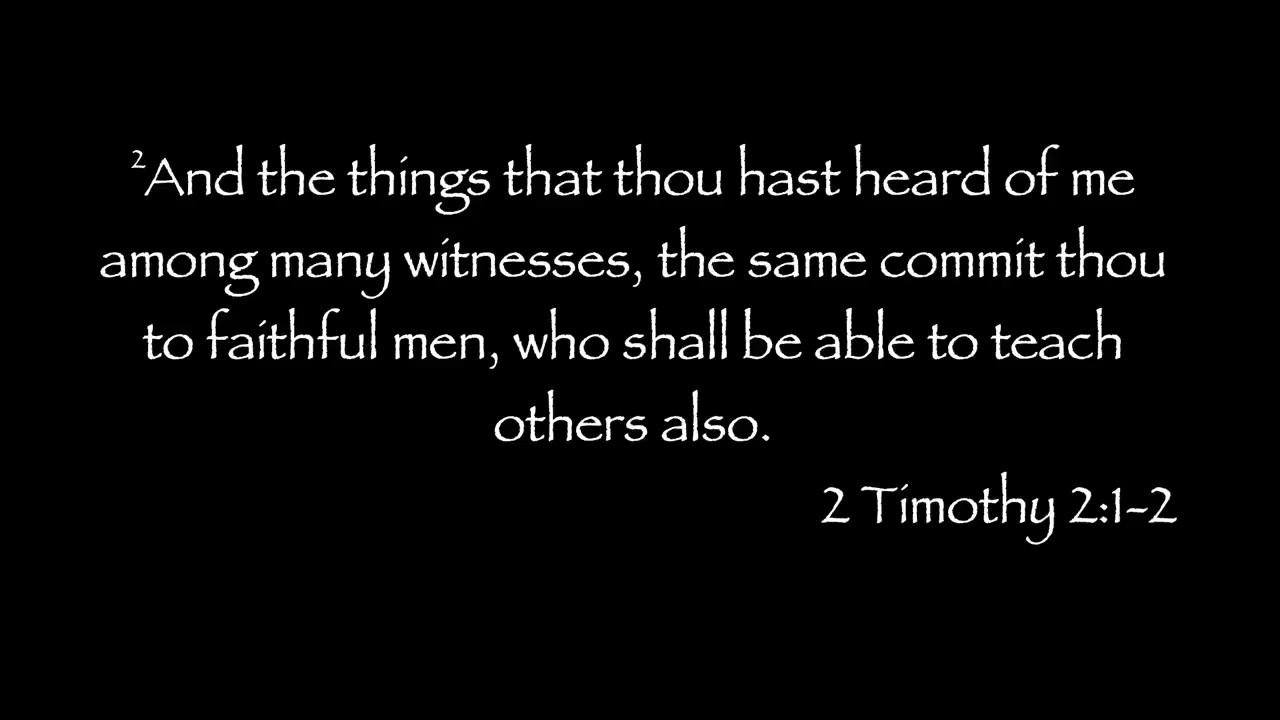 ²And the things that thou hast heard of me
among many witnesses, the same commit thou
to faithful men, who shall be able to teach
others also.
2 Timothy 2:1-2